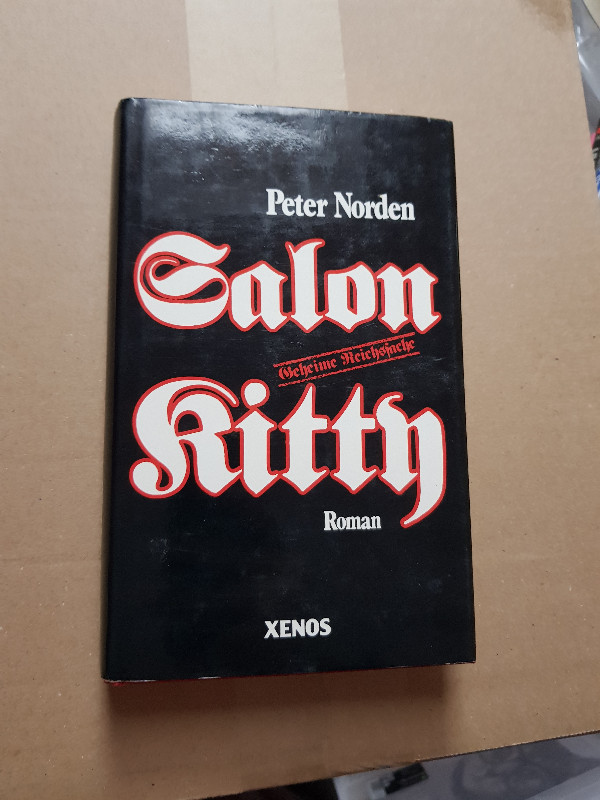 Peter Norden
Salon
Geheime Reichssache
Kitty
Roman
XENOS